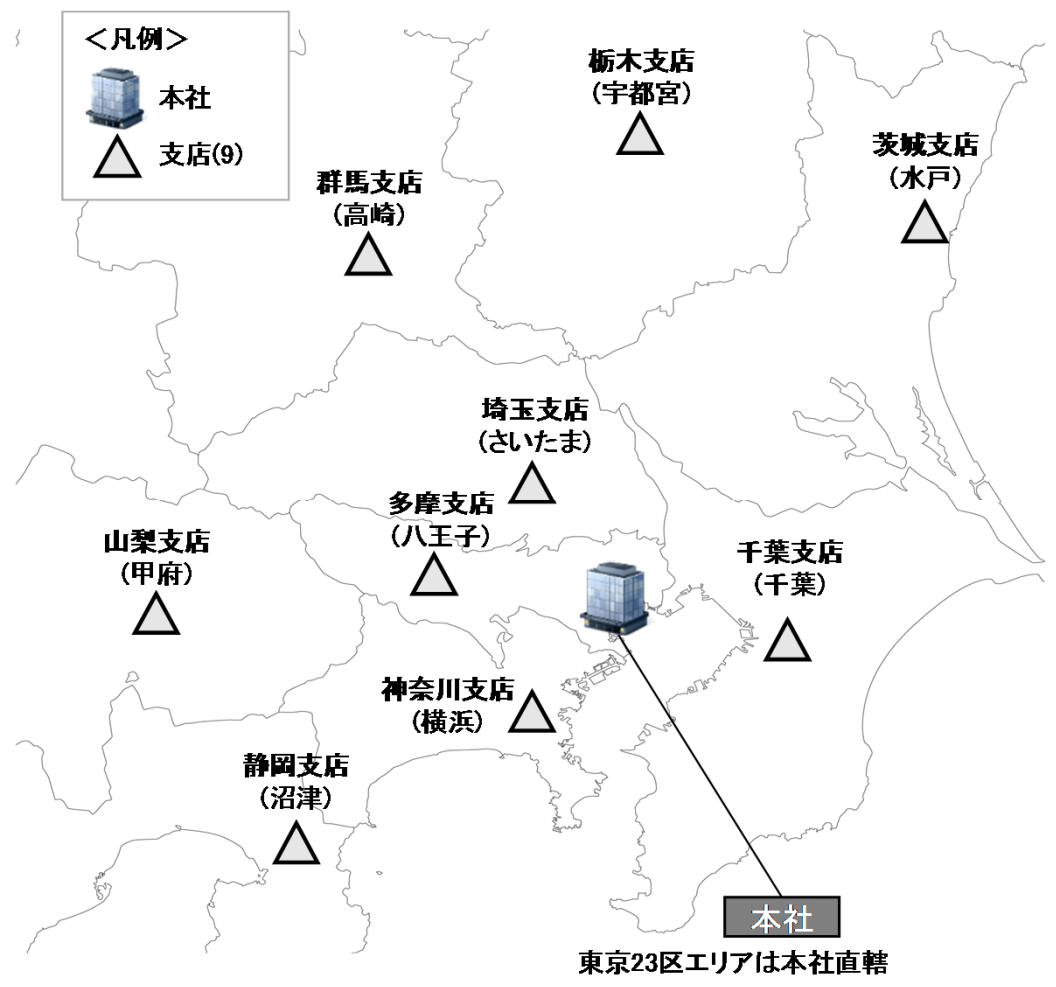 ＜凡例＞
本社
支店(9)
栃木支店
(宇都宮)
茨城支店
(水戸)
群馬支店
(高崎)
埼玉支店
(さいたま)
多摩支店
(八王子)
山梨支店
(甲府)
千葉支店
(千葉)
神奈川支店
(横浜)
静岡支店
(沼津)
本社
東京23区エリアは本社直轄